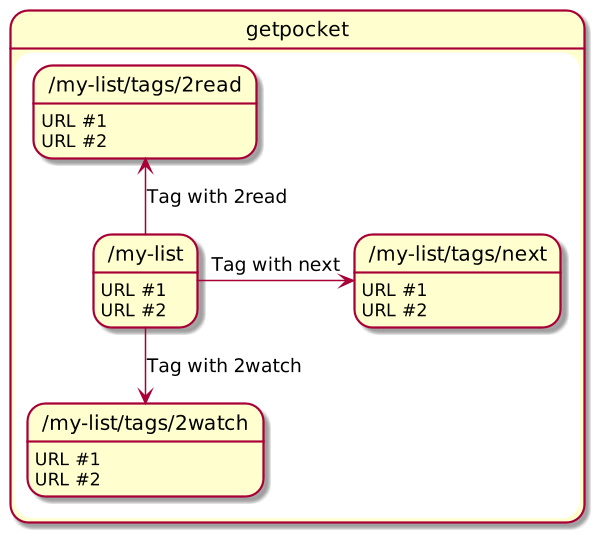 getpocket
/my-list/tags/2read
URL #1
URL #2
Tag with 2read
/my-list
URL #1
URL #2
Tag with next
/my-list/tags/next
URL #1
URL #2
Tag with 2watch
/my-list/tags/2watch
URL #1
URL #2